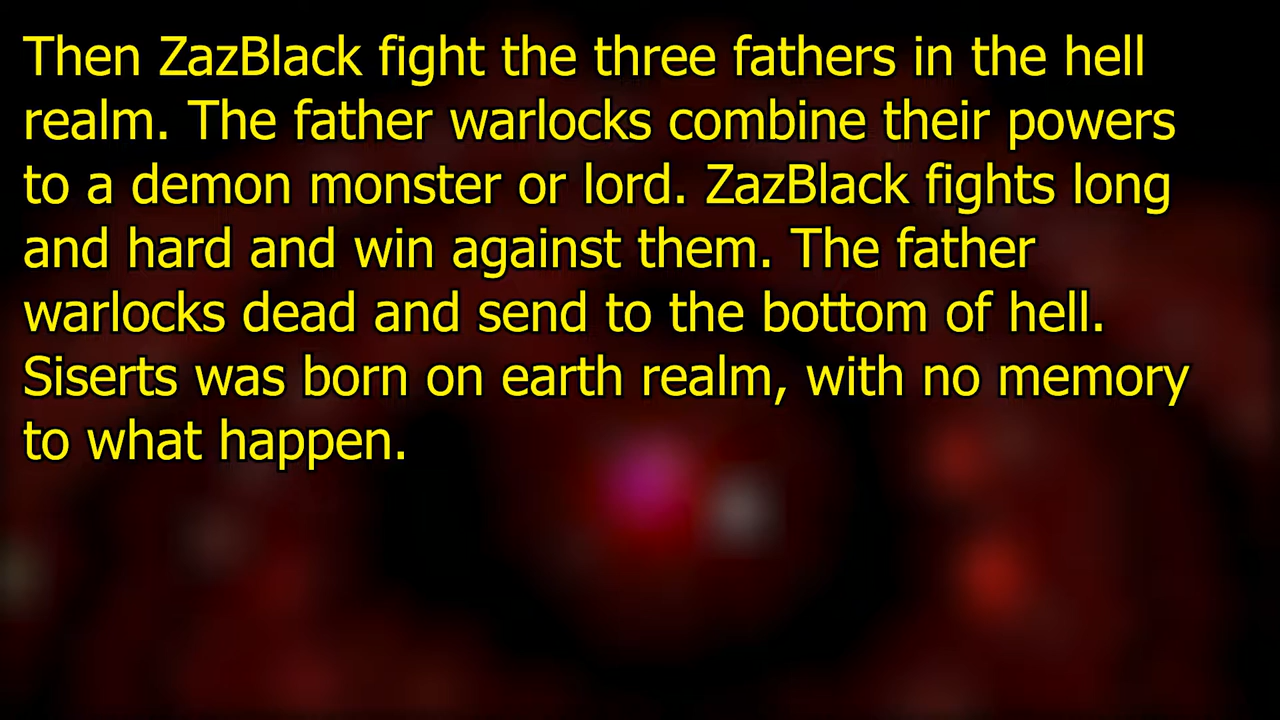 Then ZazBlack fight the three fathers in the hell
realm. The father warlocks combine their powers
to a demon monster or lord. ZazBlack fights long
and hard and win against them. The father
warlocks dead and send to the bottom of hell.
Siserts was born on earth realm, with no memory
to what happen.